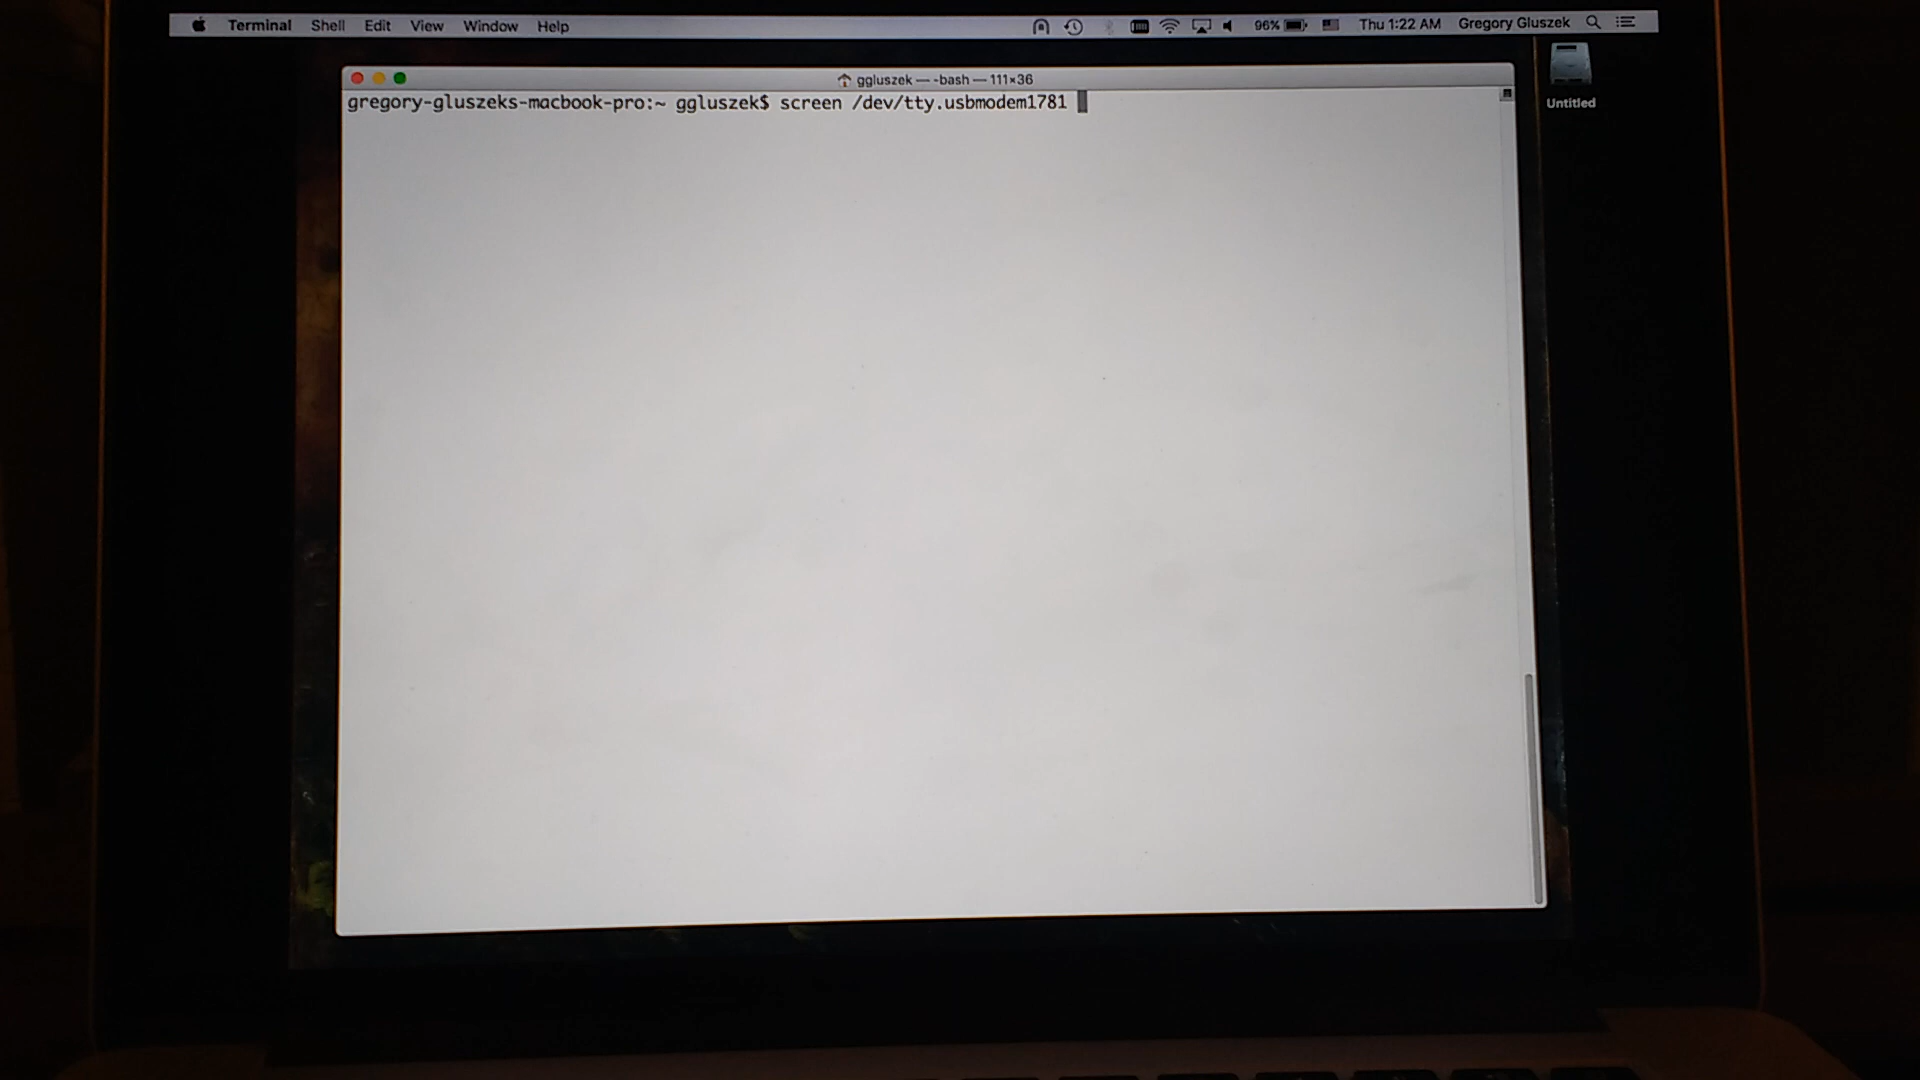 Terminal Shell Edit View Window Help 96% Thu 1:22 AM Gregory Gluszek
ggluszek — -bash — 111×36
gregory-gluszeks-macbook-pro:~ ggluszek$ screen /dev/tty.usbmodem1781
Untitled